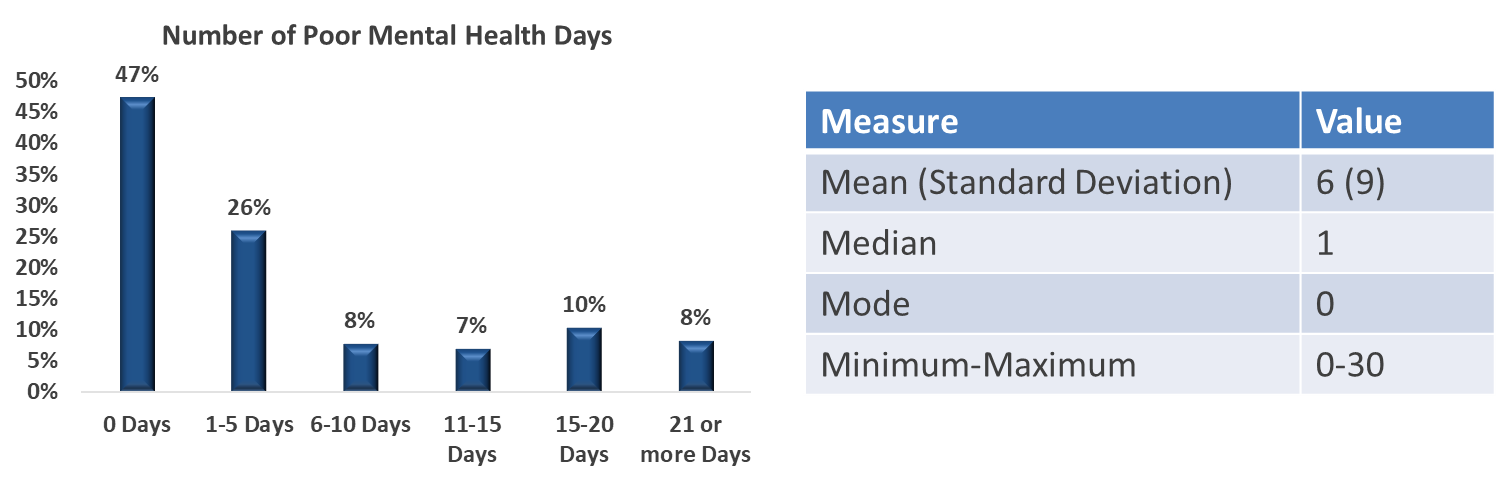 Number of Poor Mental Health Days
50%
45%
40%
35%
30%
25%
20%
15%
10%
5%
0%
47%
26%
8%
7%
10%
8%
0 Days
1-5 Days
6-10 Days
11-15
Days
15-20
Days
21 or
more Days
Measure Value
Mean (Standard Deviation) 6 (9)
Median 1
Mode 0
Minimum-Maximum 0-30